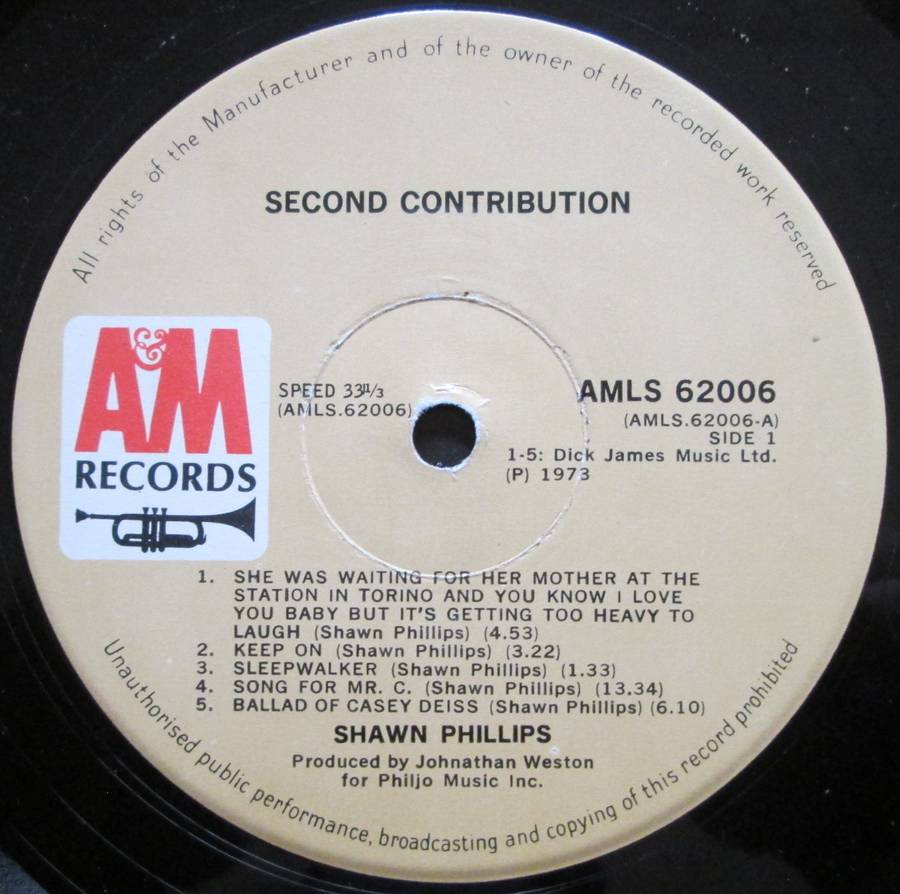 All rights of the Manufacturer and of the owner of the recorded work reserved
SECOND CONTRIBUTION
A&M
RECORDS
SPEED 33⅓
(AMLS.62006)
AMLS 62006
(AMLS.62006-A)
SIDE 1
1-5: Dick James Music Ltd.
(P) 1973
1. SHE WAS WAITING FOR HER MOTHER AT THE
STATION IN TORINO AND YOU KNOW I LOVE
YOU BABY BUT IT'S GETTING TOO HEAVY TO
LAUGH (Shawn Phillips) (4.53)
2. KEEP ON (Shawn Phillips) (3.22)
3. SLEEPWALKER (Shawn Phillips) (1.33)
4. SONG FOR MR. C. (Shawn Phillips) (13.34)
5. BALLAD OF CASEY DEISS (Shawn Phillips) (6.10)
SHAWN PHILLIPS
Produced by Johnathan Weston
for Philjo Music Inc.
Unauthorised public performance, broadcasting and copying of this record prohibited